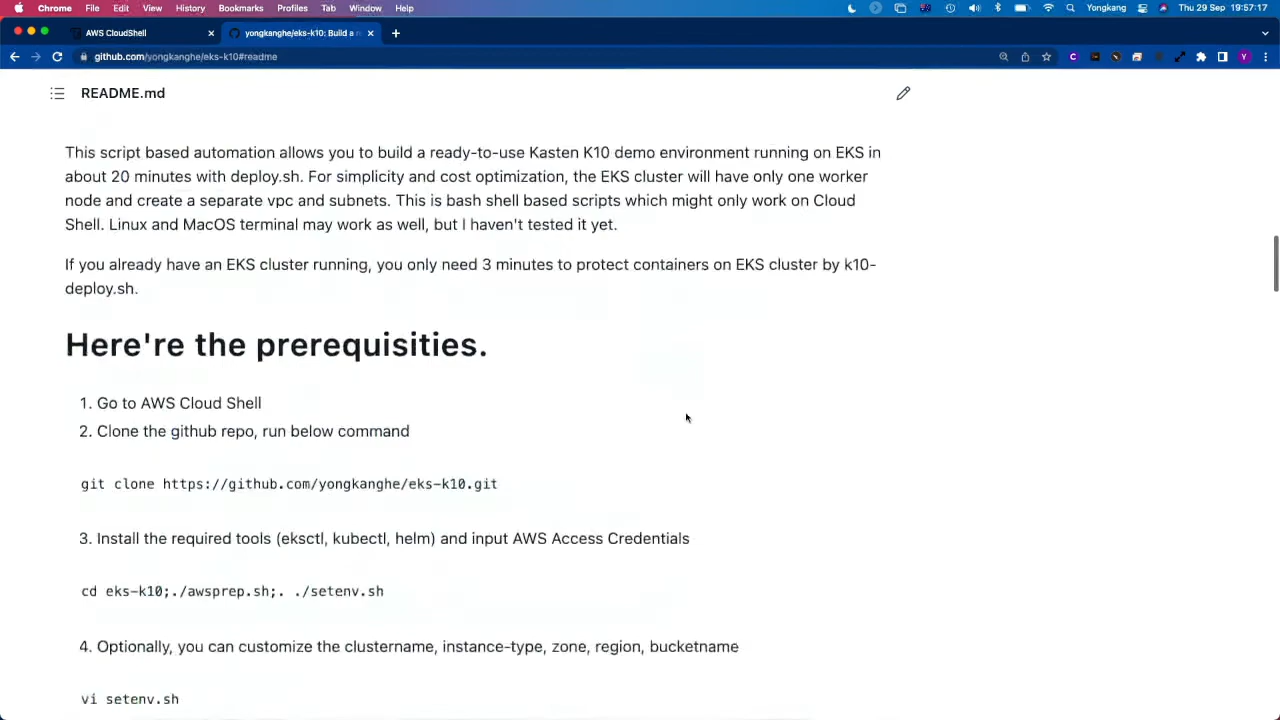 Chrome File Edit View History Bookmarks Profiles Tab Window Help Yongkang Thu 29 Sep 19:57:17
AWS CloudShell yongkanghe/eks-k10: Build a r
github.com/yongkanghe/eks-k10#readme
README.md
This script based automation allows you to build a ready-to-use Kasten K10 demo environment running on EKS in
about 20 minutes with deploy.sh. For simplicity and cost optimization, the EKS cluster will have only one worker
node and create a separate vpc and subnets. This is bash shell based scripts which might only work on Cloud
Shell. Linux and MacOS terminal may work as well, but I haven't tested it yet.
If you already have an EKS cluster running, you only need 3 minutes to protect containers on EKS cluster by k10-
deploy.sh.
Here're the prerequisities.
1. Go to AWS Cloud Shell
2. Clone the github repo, run below command
git clone https://github.com/yongkanghe/eks-k10.git
3. Install the required tools (eksctl, kubectl, helm) and input AWS Access Credentials
cd eks-k10;./awsprep.sh;. ./setenv.sh
4. Optionally, you can customize the clustername, instance-type, zone, region, bucketname
vi setenv.sh